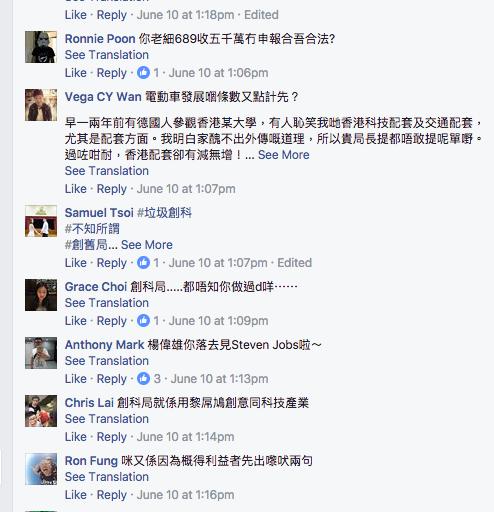 Like · Reply · June 10 at 1:18pm · Edited
Ronnie Poon 你老細689收五千萬冇申報合吾合法?
See Translation
Like · Reply · 1 · June 10 at 1:06pm
Vega CY Wan 電動車發展嗰條數又點計先？
早一兩年前有德國人參觀香港某大學，有人恥笑我哋香港科技配套及交通配套，
尤其是配套方面。我明白家醜不出外傳嘅道理，所以貴局長提都唔敢提呢單嘢。
過咗咁耐，香港配套卻有減無增！... See More
See Translation
Like · Reply · June 10 at 1:07pm
Samuel Tsoi #垃圾創科
#不知所謂
#創舊局... See More
Like · Reply · 1 · June 10 at 1:07pm · Edited
Grace Choi 創科局.....都唔知你做過d咩⋯⋯
See Translation
Like · Reply · 1 · June 10 at 1:09pm
Anthony Mark 楊偉雄你落去見Steven Jobs啦～
See Translation
Like · Reply · 3 · June 10 at 1:13pm
Chris Lai 創科局就係用黎屌鳩創意同科技產業
See Translation
Like · Reply · June 10 at 1:14pm
Ron Fung 咪又係因為概得利益者先出嚟吠兩句
See Translation
Like · Reply · June 10 at 1:16pm